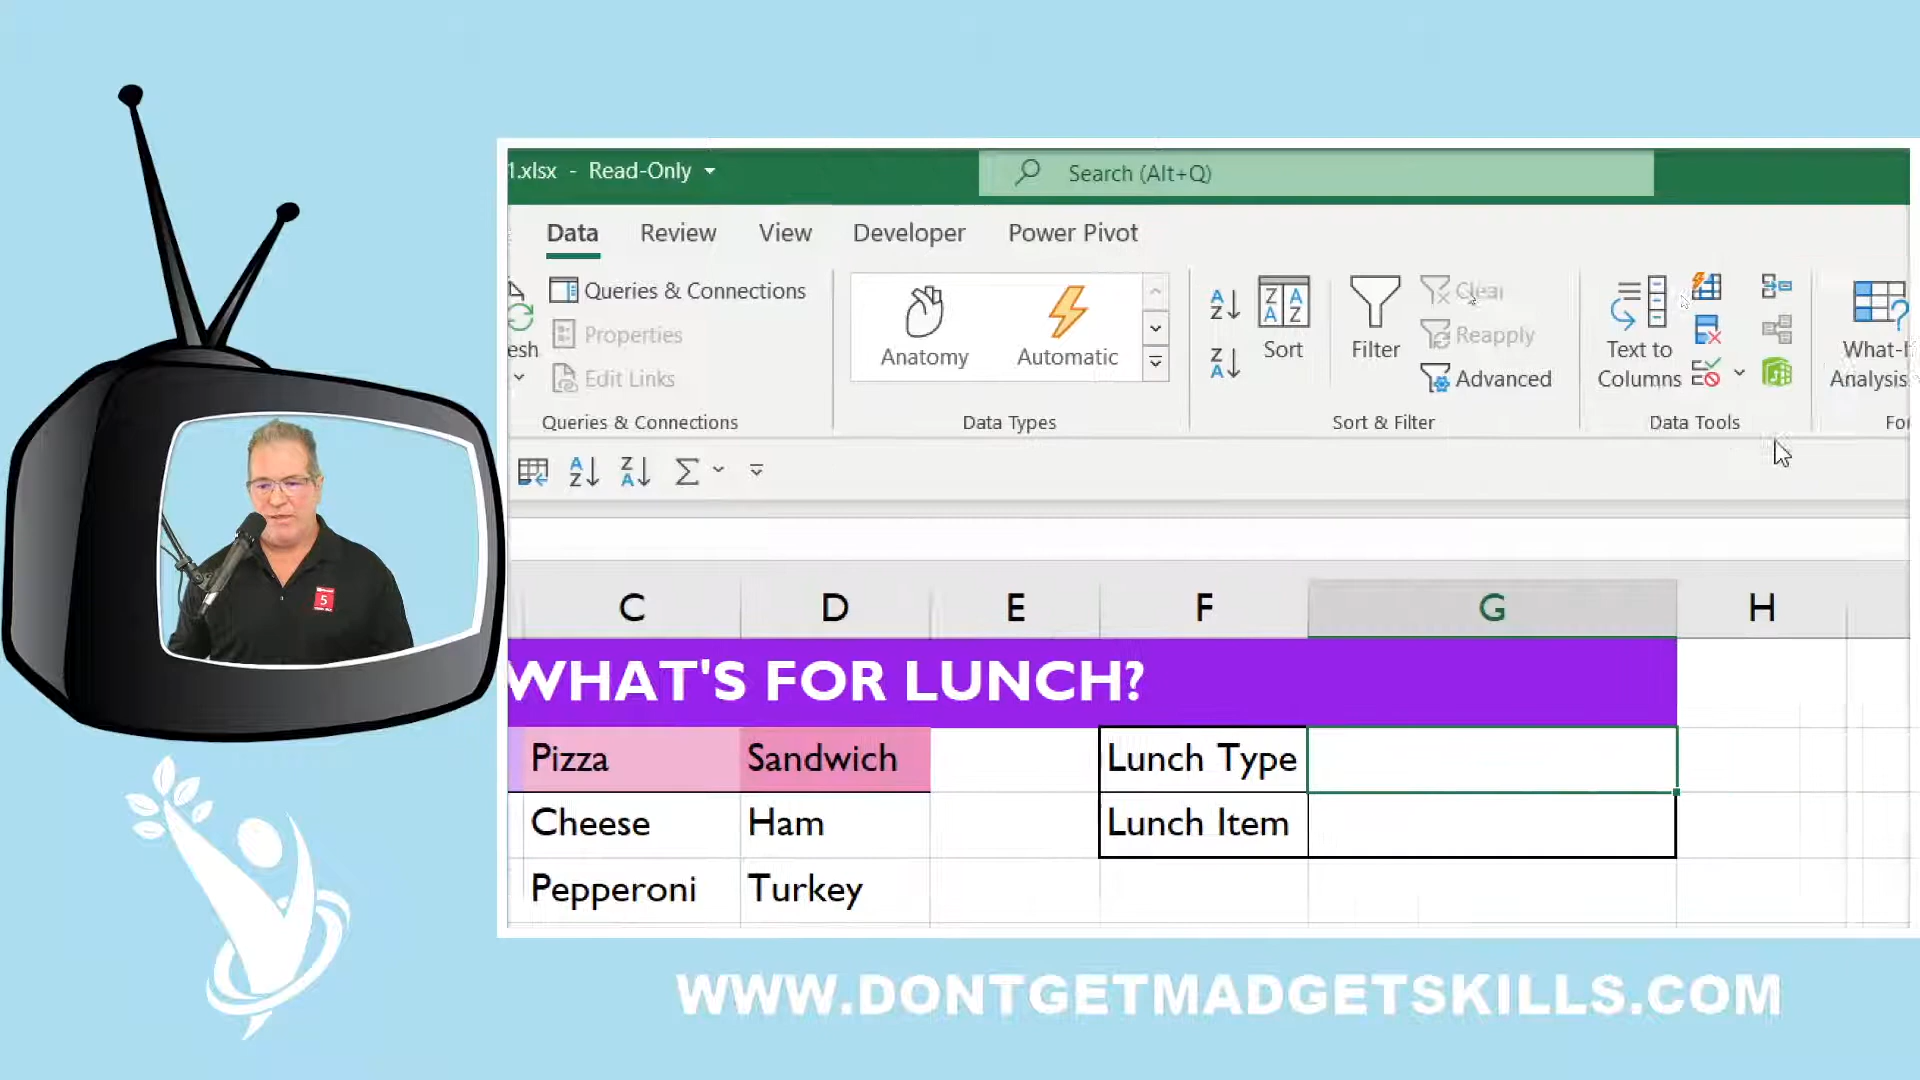 1.xlsx - Read-Only
Search (Alt+Q)
Data Review View Developer Power Pivot
esh
Queries & Connections
Properties
Edit Links
Queries & Connections
Anatomy
Automatic
Data Types
A Z
Z A
Z A A Z
Sort
Filter
Clear
Reapply
Advanced
Sort & Filter
Text to
Columns
Data Tools
What-I
Analysis
Fo
A Z
Z A
C D E F G H
WHAT'S FOR LUNCH?
Pizza Sandwich Lunch Type
Cheese Ham Lunch Item
Pepperoni Turkey
5
WWW.DONTGETMADGETSKILLS.COM